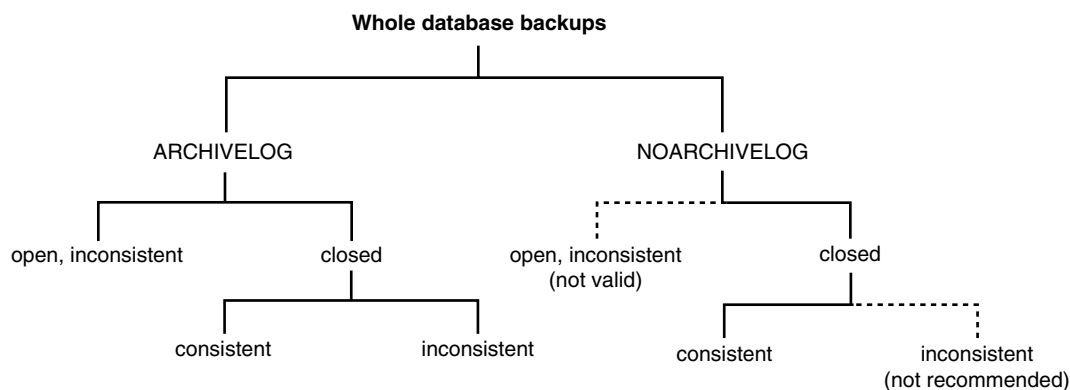 Whole database backups
ARCHIVELOG
NOARCHIVELOG
open, inconsistent
closed
open, inconsistent
(not valid)
closed
consistent
inconsistent
consistent
inconsistent
(not recommended)